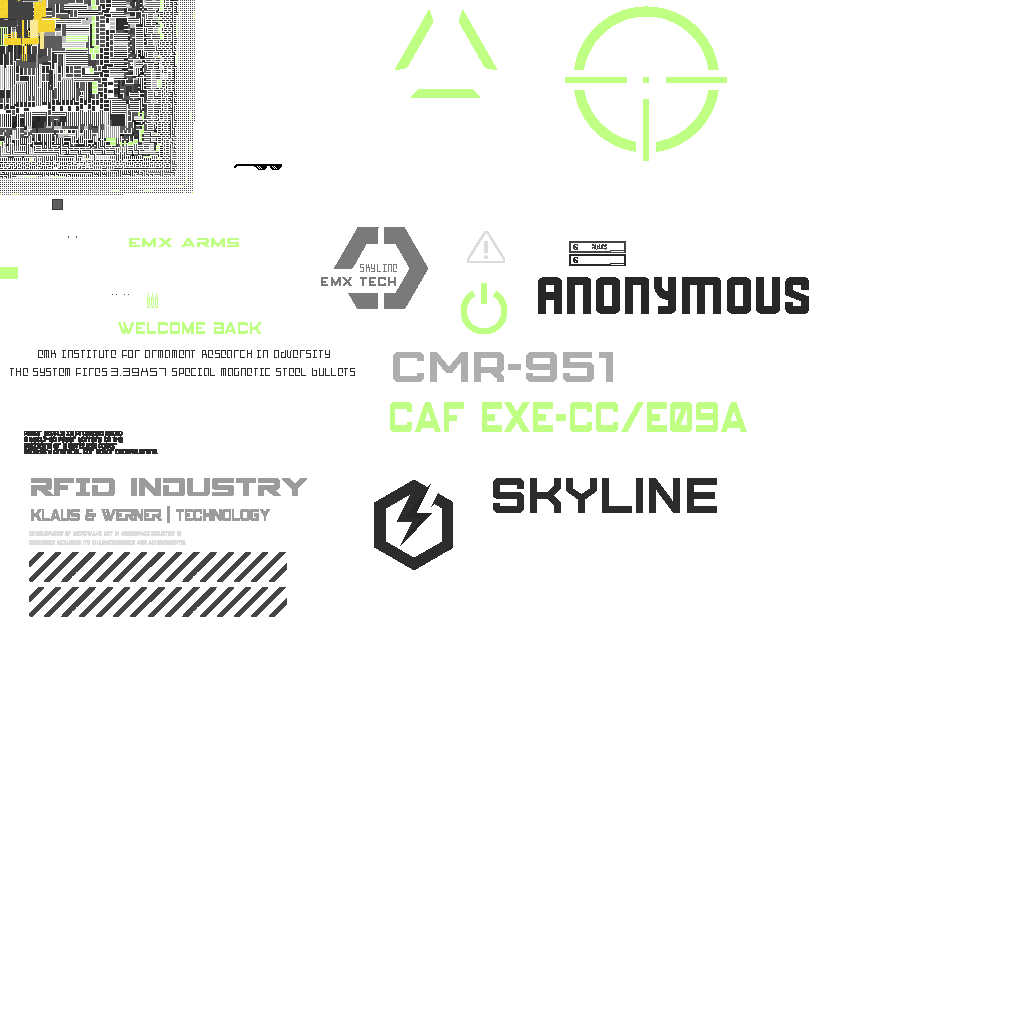 EMX ARMS
SKYLINE
EMX TECH
ANONYMOUS
WELCOME BACK
EMX INSTITUTE FOR ARMAMENT RESEARCH IN ADVERSITY
THE SYSTEM FIRES 3.39X57 SPECIAL MAGNETIC STEEL BULLETS
CMR-951
CAF EXE-CC/E09A
RFID INDUSTRY
KLAUS & WERNER | TECHNOLOGY
SKYLINE